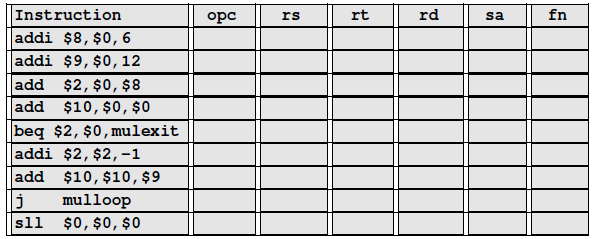 Instruction opc rs rt rd sa fn
addi $8,$0,6
addi $9,$0,12
add $2,$0,$8
add $10,$0,$0
beq $2,$0,mulexit
addi $2,$2,-1
add $10,$10,$9
j mulloop
sll $0,$0,$0